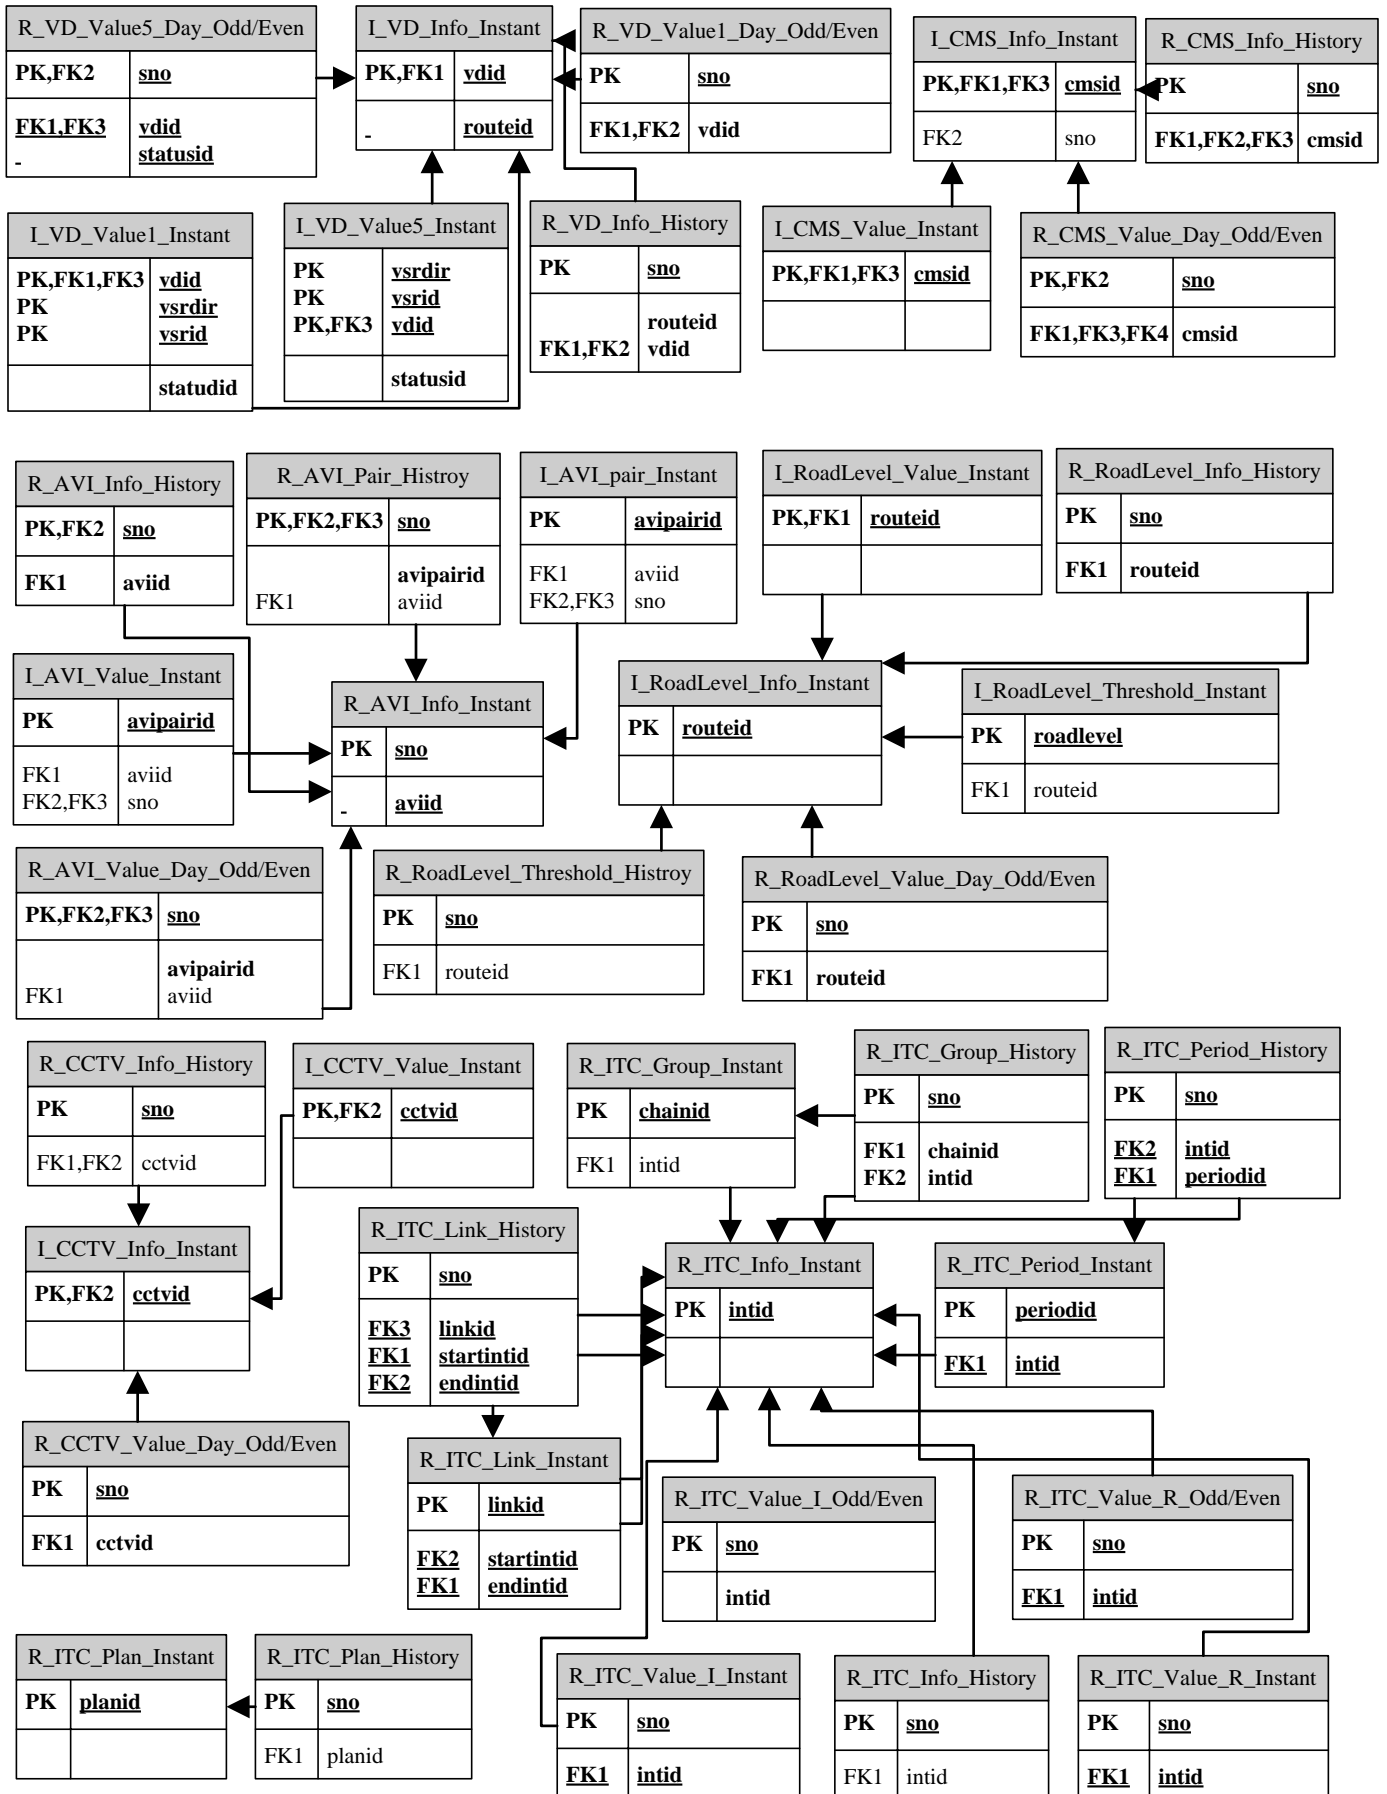 R_VD_Value5_Day_Odd/Even
PK,FK2 sno
FK1,FK3 vdid
- statusid
I_VD_Info_Instant
PK,FK1 vdid
- routeid
R_VD_Value1_Day_Odd/Even
PK sno
FK1,FK2 vdid
I_CMS_Info_Instant
PK,FK1,FK3 cmsid
FK2 sno
R_CMS_Info_History
PK sno
FK1,FK2,FK3 cmsid
I_VD_Value1_Instant
PK,FK1,FK3 vdid
PK vsrdir
PK vsrid
statudid
I_VD_Value5_Instant
PK vsrdir
PK vsrid
PK,FK3 vdid
statusid
R_VD_Info_History
PK sno
routeid
FK1,FK2 vdid
I_CMS_Value_Instant
PK,FK1,FK3 cmsid
R_CMS_Value_Day_Odd/Even
PK,FK2 sno
FK1,FK3,FK4 cmsid
R_AVI_Info_History
PK,FK2 sno
FK1 aviid
R_AVI_Pair_Histroy
PK,FK2,FK3 sno
avipairid
FK1 aviid
I_AVI_pair_Instant
PK avipairid
FK1 aviid
FK2,FK3 sno
I_RoadLevel_Value_Instant
PK,FK1 routeid
R_RoadLevel_Info_History
PK sno
FK1 routeid
I_AVI_Value_Instant
PK avipairid
FK1 aviid
FK2,FK3 sno
R_AVI_Info_Instant
PK sno
- aviid
I_RoadLevel_Info_Instant
PK routeid
I_RoadLevel_Threshold_Instant
PK roadlevel
FK1 routeid
R_AVI_Value_Day_Odd/Even
PK,FK2,FK3 sno
avipairid
FK1 aviid
R_RoadLevel_Threshold_Histroy
PK sno
FK1 routeid
R_RoadLevel_Value_Day_Odd/Even
PK sno
FK1 routeid
R_CCTV_Info_History
PK sno
FK1,FK2 cctvid
I_CCTV_Value_Instant
PK,FK2 cctvid
R_ITC_Group_Instant
PK chainid
FK1 intid
R_ITC_Group_History
PK sno
FK1 chainid
FK2 intid
R_ITC_Period_History
PK sno
FK2 intid
FK1 periodid
I_CCTV_Info_Instant
PK,FK2 cctvid
R_ITC_Link_History
PK sno
FK3 linkid
FK1 startintid
FK2 endintid
R_ITC_Info_Instant
PK intid
R_ITC_Period_Instant
PK periodid
FK1 intid
R_CCTV_Value_Day_Odd/Even
PK sno
FK1 cctvid
R_ITC_Link_Instant
PK linkid
FK2 startintid
FK1 endintid
R_ITC_Value_I_Odd/Even
PK sno
intid
R_ITC_Value_R_Odd/Even
PK sno
FK1 intid
R_ITC_Plan_Instant
PK planid
R_ITC_Plan_History
PK sno
FK1 planid
R_ITC_Value_I_Instant
PK sno
FK1 intid
R_ITC_Info_History
PK sno
FK1 intid
R_ITC_Value_R_Instant
PK sno
FK1 intid